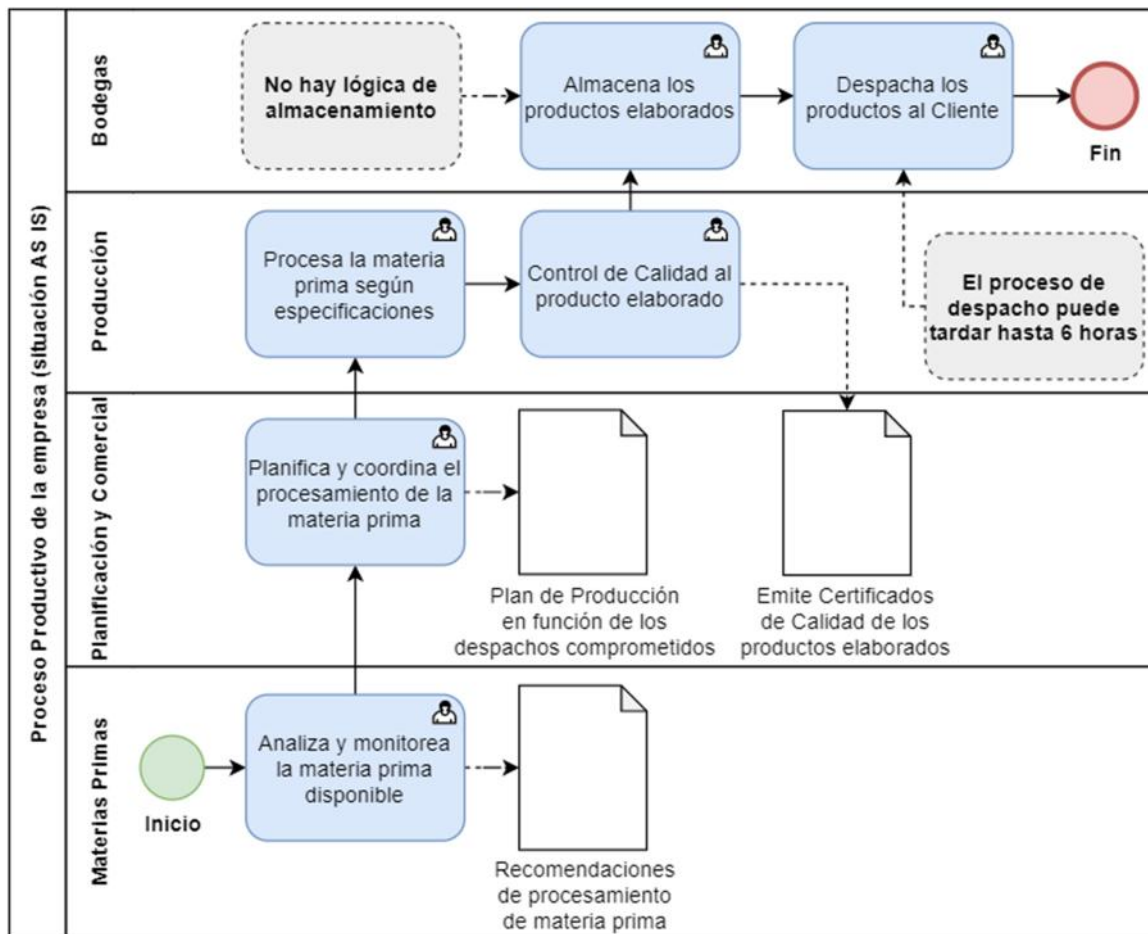 Proceso Productivo de la empresa (situación AS IS)
Bodegas
No hay lógica de
almacenamiento
Almacena los
productos elaborados
Despacha los
productos al Cliente
Fin
Producción
Procesa la materia
prima según
especificaciones
Control de Calidad al
producto elaborado
El proceso de
despacho puede
tardar hasta 6 horas
Planificación y Comercial
Planifica y coordina el
procesamiento de la
materia prima
Plan de Producción
en función de los
despachos comprometidos
Emite Certificados
de Calidad de los
productos elaborados
Materias Primas
Inicio
Analiza y monitorea
la materia prima
disponible
Recomendaciones
de procesamiento
de materia prima